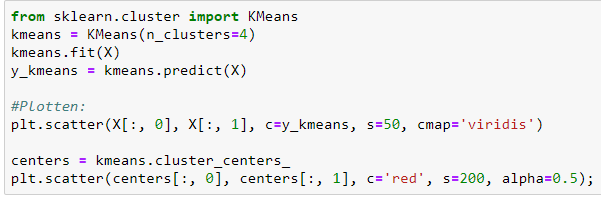 from sklearn.cluster import KMeans
kmeans = KMeans(n_clusters=4)
kmeans.fit(X)
y_kmeans = kmeans.predict(X)
#Plotten:
plt.scatter(X[:, 0], X[:, 1], c=y_kmeans, s=50, cmap='viridis')
centers = kmeans.cluster_centers_
plt.scatter(centers[:, 0], centers[:, 1], c='red', s=200, alpha=0.5);